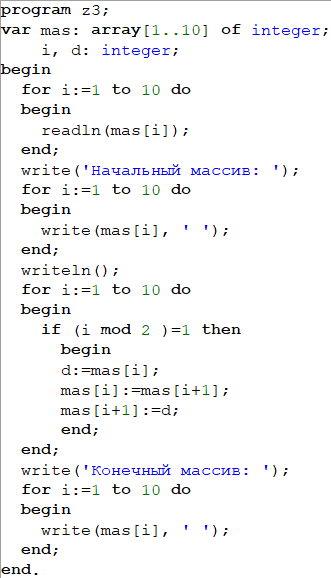 program z3;
var mas: array[1..10] of integer;
    i, d: integer;
begin
  for i:=1 to 10 do
  begin
    readln(mas[i]);
  end;
  write('Начальный массив: ');
  for i:=1 to 10 do
  begin
    write(mas[i], ' ');
  end;
  writeln();
  for i:=1 to 10 do
  begin
    if (i mod 2 )=1 then
      begin
      d:=mas[i];
      mas[i]:=mas[i+1];
      mas[i+1]:=d;
      end;
  end;
  write('Конечный массив: ');
  for i:=1 to 10 do
  begin
    write(mas[i], ' ');
  end;
end.